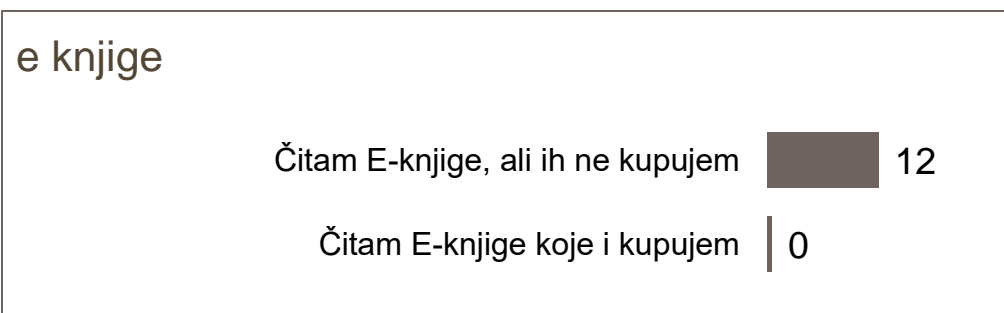 e knjige
Čitam E-knjige, ali ih ne kupujem 12
Čitam E-knjige koje i kupujem 0